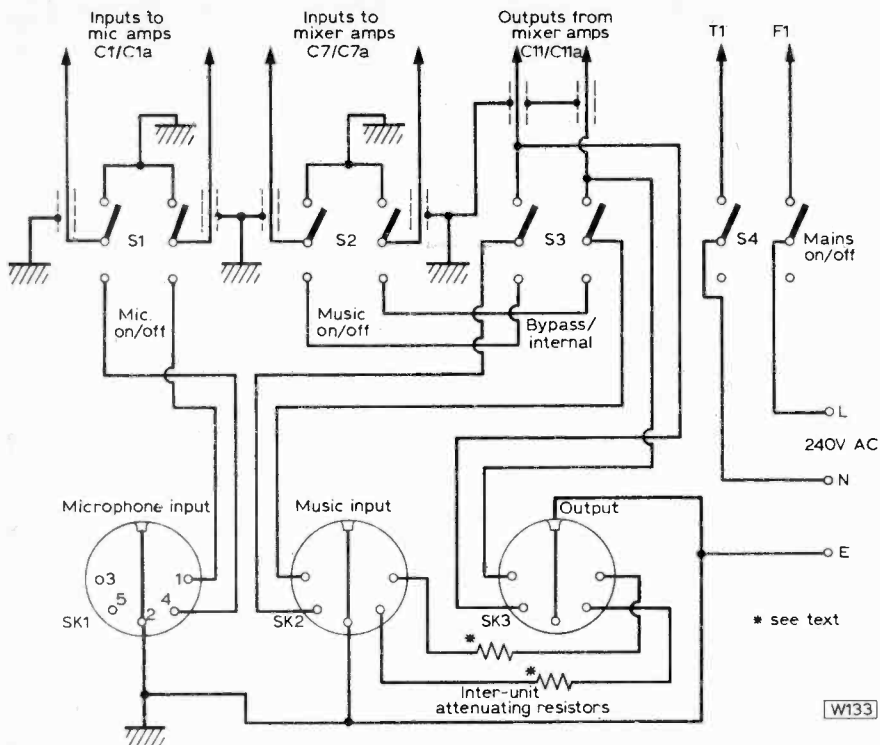 Inputs to
mic amps
C1/C1a
Inputs to
mixer amps
C7/C7a
Outputs from
mixer amps
C11/C11a
T1
F1
S1
S2
S3
S4
Mains
on/off
Mic.
on/off
Music
on/off
Bypass/
internal
L
240V AC
N
E
Microphone input
Music input
Output
3
1
5
4
2
SK1
SK2
SK3
* see text
*
*
Inter-unit
attenuating resistors
W133